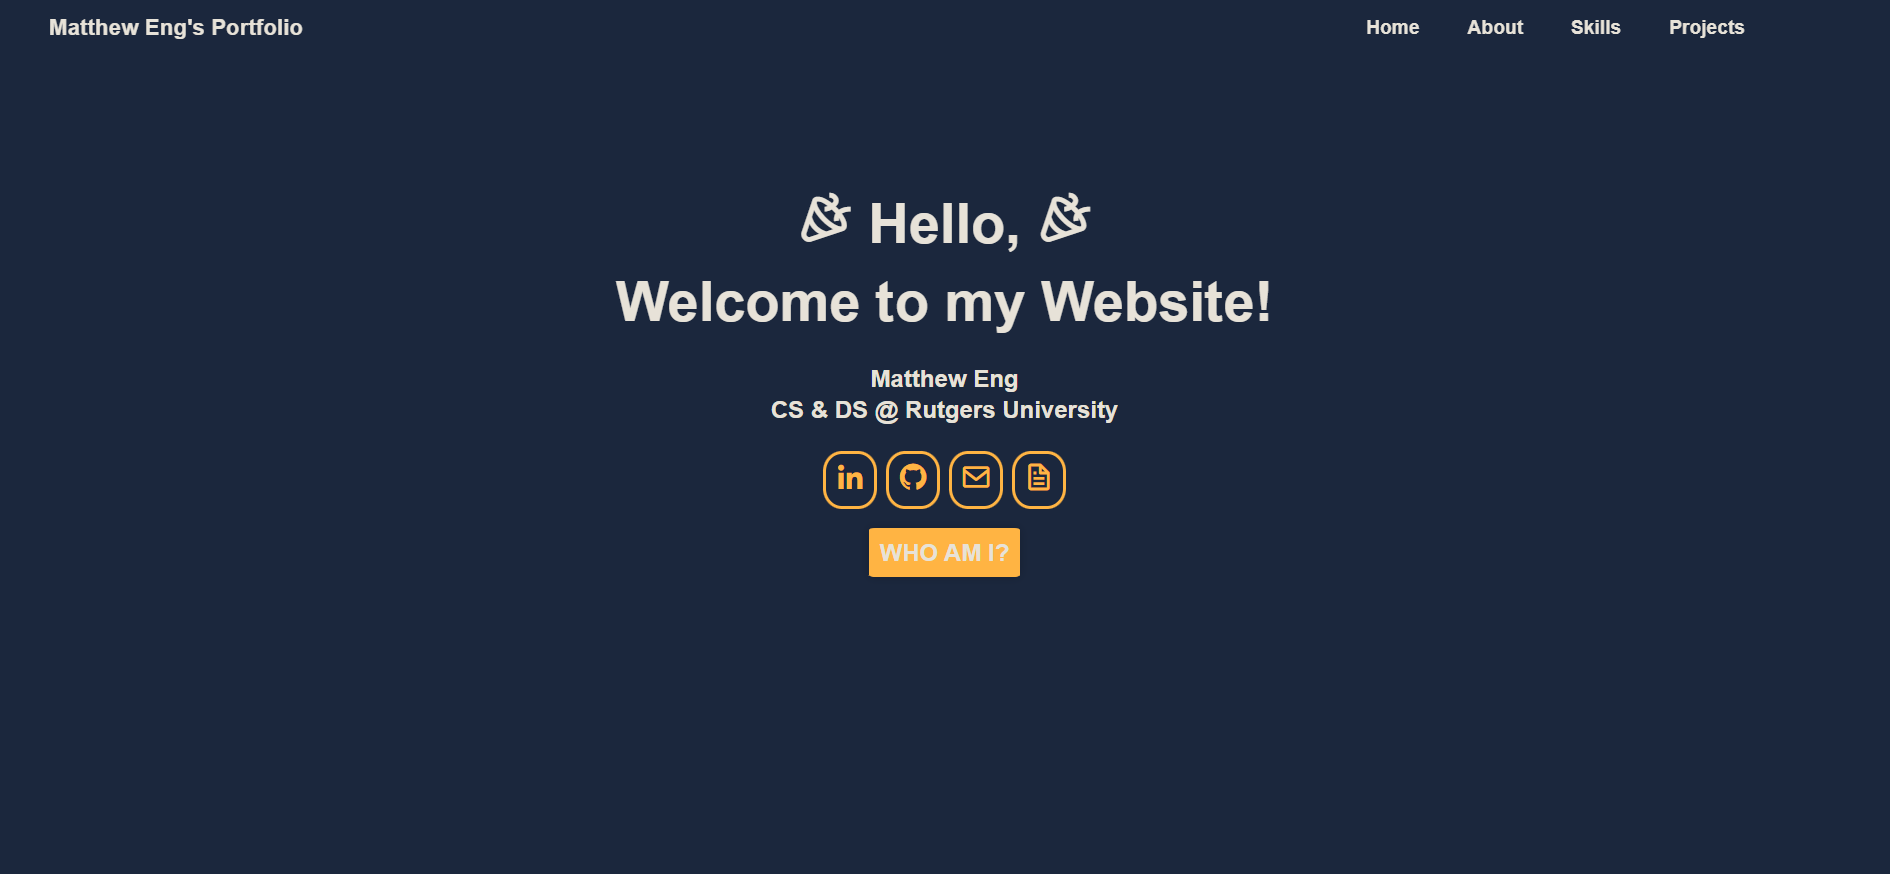 Matthew Eng's Portfolio
Home About Skills Projects
Hello,
Welcome to my Website!
Matthew Eng
CS & DS @ Rutgers University
in
WHO AM I?